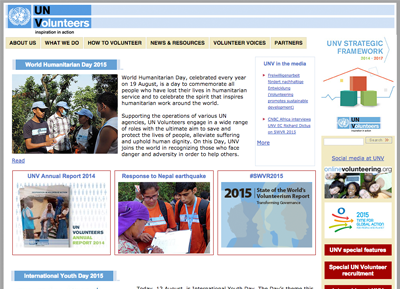 UN
Volunteers
inspiration in action
ABOUT US WHAT WE DO HOW TO VOLUNTEER NEWS & RESOURCES VOLUNTEER VOICES PARTNERS
World Humanitarian Day 2015
World Humanitarian Day, celebrated every year
on 19 August, is a day to commemorate all
people who have lost their lives in humanitarian
service and to celebrate the spirit that inspires
humanitarian work around the world.
Supporting the operations of various UN
agencies, UN Volunteers engage in a wide range
of roles with the ultimate aim to save and
protect the lives of people, alleviate suffering
and uphold human dignity. On this Day, UNV
joins the world in recognizing those who face
danger and adversity in order to help others.
Read
UNV in the media
Freiwilligenarbeit
fördert nachhaltige
Entwicklung
(Volunteering
promotes sustainable
development)
CNBC Africa interviews
UNV EC Richard Dictus
on SWVR 2015
More
UNV STRATEGIC
FRAMEWORK
2014 - 2017
UN
Volunteers
Social media at UNV
onlinevolunteering.org
2015
TIME FOR
GLOBAL ACTION
UNV special features
Special UN Volunteer
recruitment
UNV Annual Report 2014
UN
VOLUNTEERS
ANNUAL
REPORT 2014
Response to Nepal earthquake
#SWVR2015
2015
State of the World's
Volunteerism Report
Transforming Governance
International Youth Day 2015
Today, 12 August, is International Youth Day. The Day's theme this